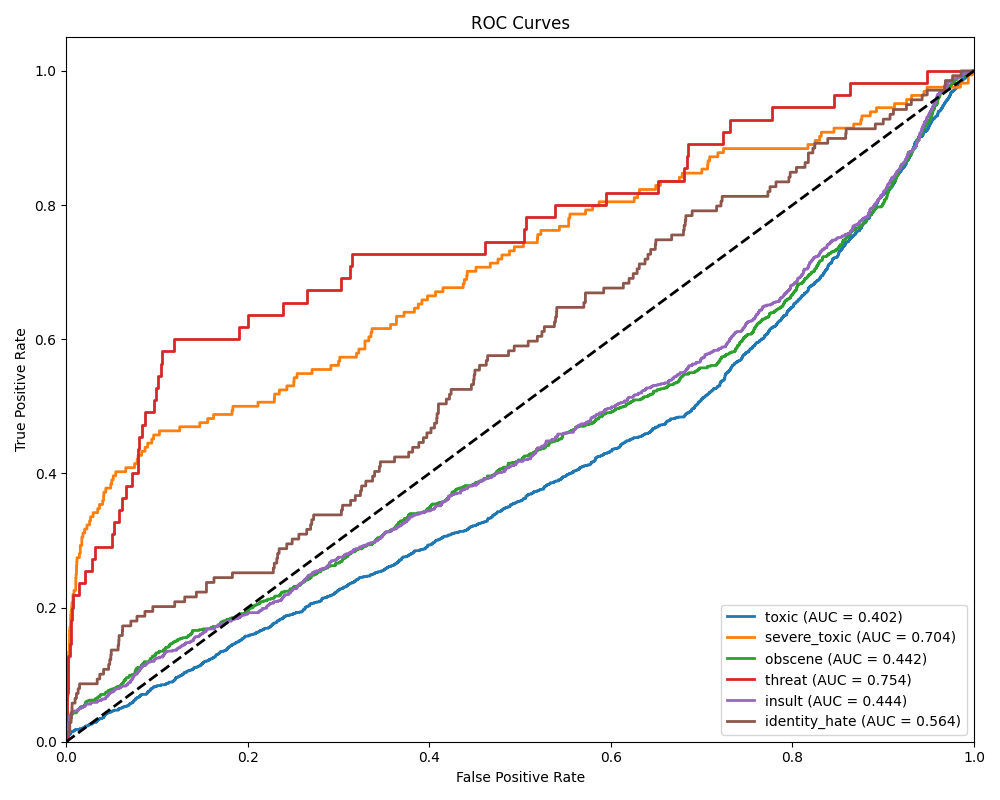 ROC Curves
1.0
0.8
0.6
0.4
0.2
0.0
True Positive Rate
0.0 0.2 0.4 0.6 0.8 1.0
False Positive Rate
toxic (AUC = 0.402)
severe_toxic (AUC = 0.704)
obscene (AUC = 0.442)
threat (AUC = 0.754)
insult (AUC = 0.444)
identity_hate (AUC = 0.564)